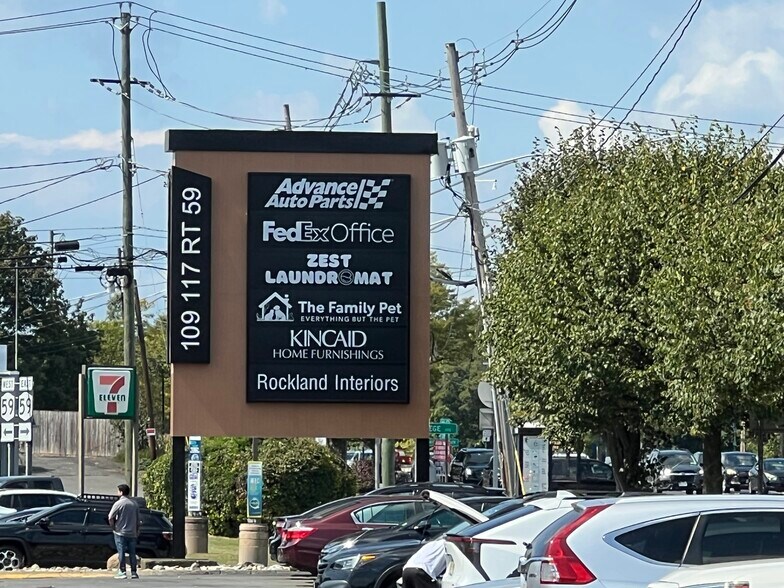 109 117 RT 59
Advance
Auto Parts
FedEx Office
ZEST
LAUNDROMAT
The Family Pet
EVERYTHING BUT THE PET
KINCAID
HOME FURNISHINGS
Rockland Interiors
7
ELEVEN
WEST
59
59